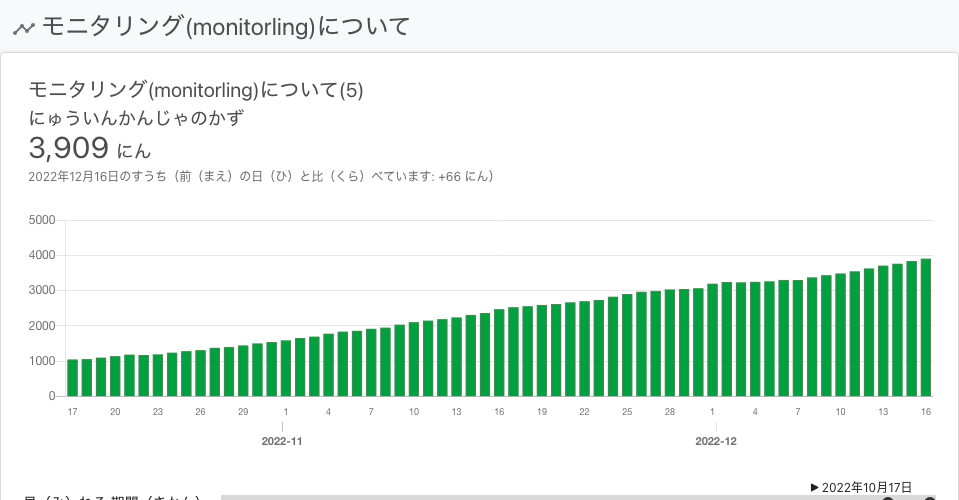 モニタリング(monitorling)について
モニタリング(monitorling)について(5)
にゅういんかんじゃのかず
3,909 にん
2022年12月16日のすうち（前（まえ）の日（ひ）と比（くら）べています: +66 にん）
5000
4000
3000
2000
1000
0
17 20 23 26 29 1 4 7 10 13 16 19 22 25 28 1 4 7 10 13 16
2022-11 2022-12
▶ 2022年10月17日